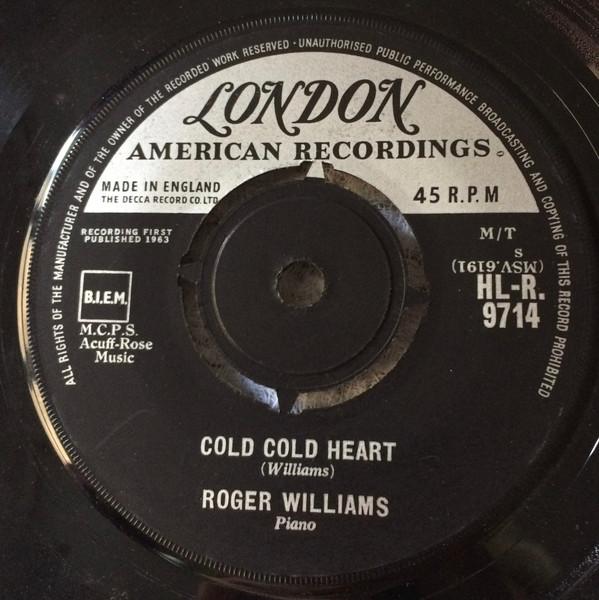 ALL RIGHTS OF THE MANUFACTURER AND OF THE OWNER OF THE RECORDED WORK RESERVED · UNAUTHORISED PUBLIC PERFORMANCE BROADCASTING AND COPYING OF THIS RECORD PROHIBITED
LONDON
AMERICAN RECORDINGS
MADE IN ENGLAND
THE DECCA RECORD CO. LTD.
45 R.P.M
RECORDING FIRST
PUBLISHED 1963
M/T
S
(MSV.6191)
HL-R.
9714
B.I.E.M.
M.C.P.S.
Acuff-Rose
Music
COLD COLD HEART
(Williams)
ROGER WILLIAMS
Piano